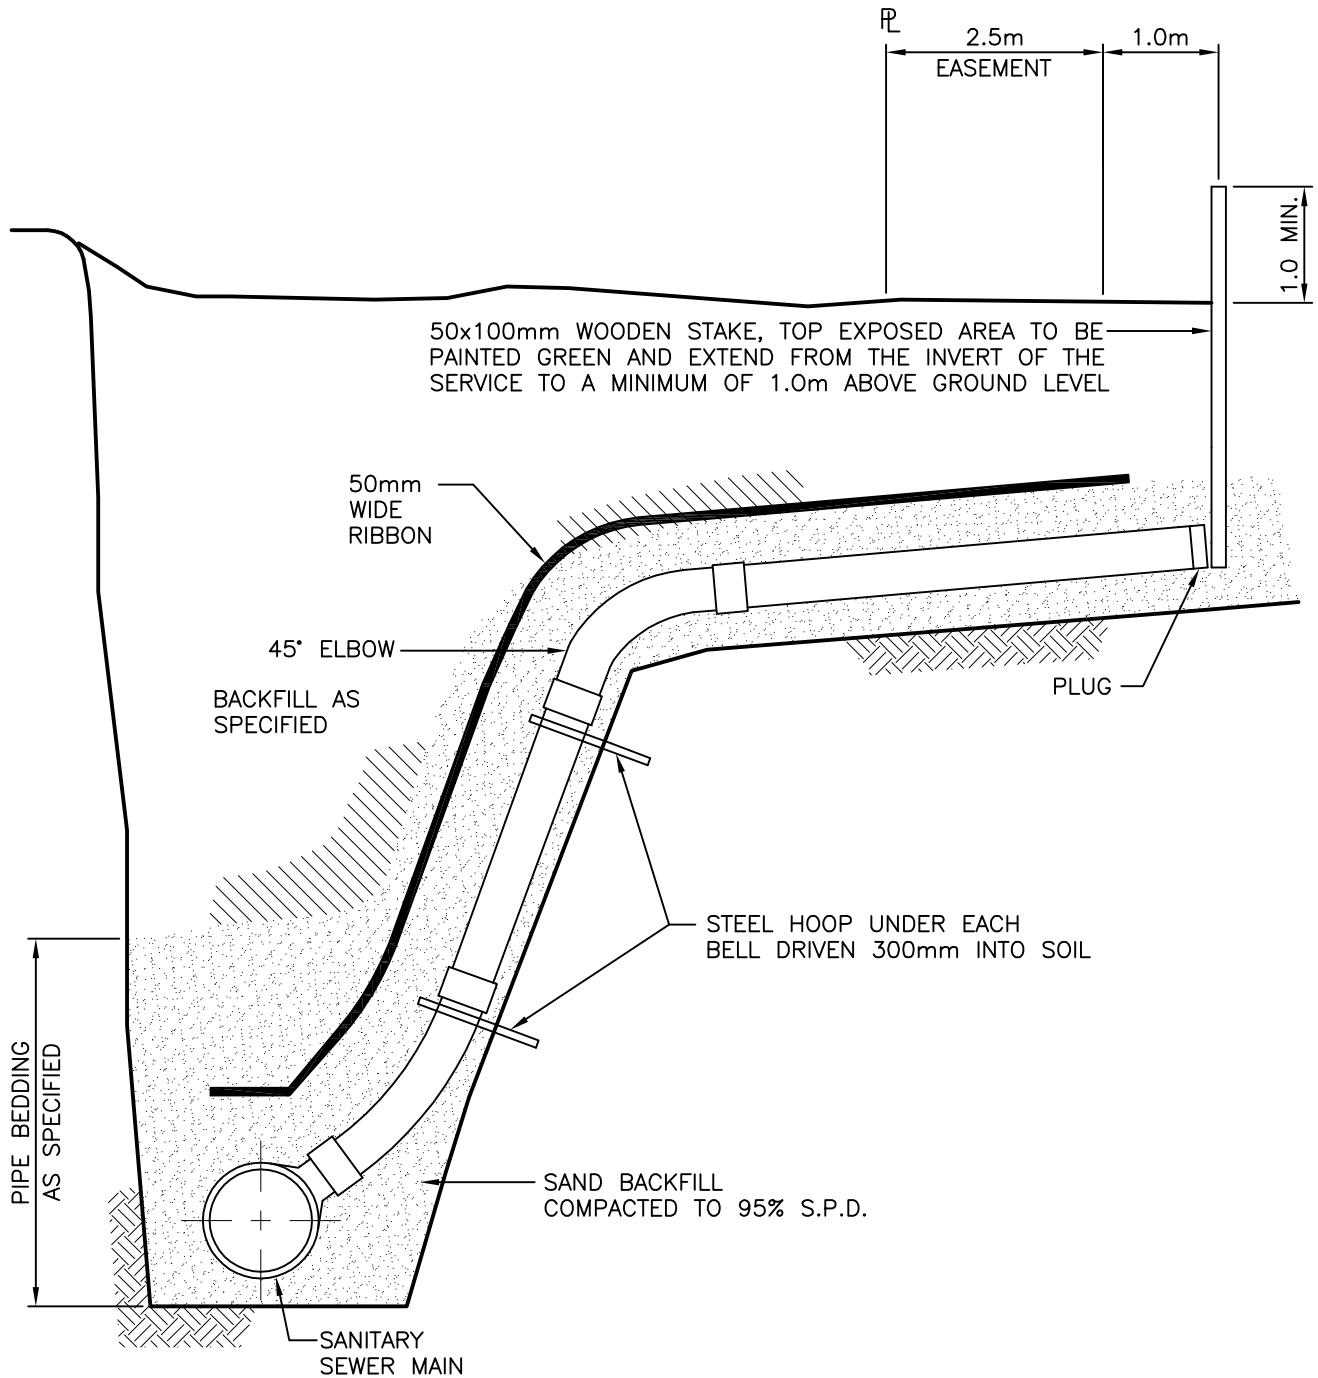 ℄
2.5m
1.0m
EASEMENT
1.0 MIN.
50x100mm WOODEN STAKE, TOP EXPOSED AREA TO BE
PAINTED GREEN AND EXTEND FROM THE INVERT OF THE
SERVICE TO A MINIMUM OF 1.0m ABOVE GROUND LEVEL
50mm
WIDE
RIBBON
45° ELBOW
BACKFILL AS
SPECIFIED
PLUG
STEEL HOOP UNDER EACH
BELL DRIVEN 300mm INTO SOIL
PIPE BEDDING
AS SPECIFIED
SAND BACKFILL
COMPACTED TO 95% S.P.D.
SANITARY
SEWER MAIN